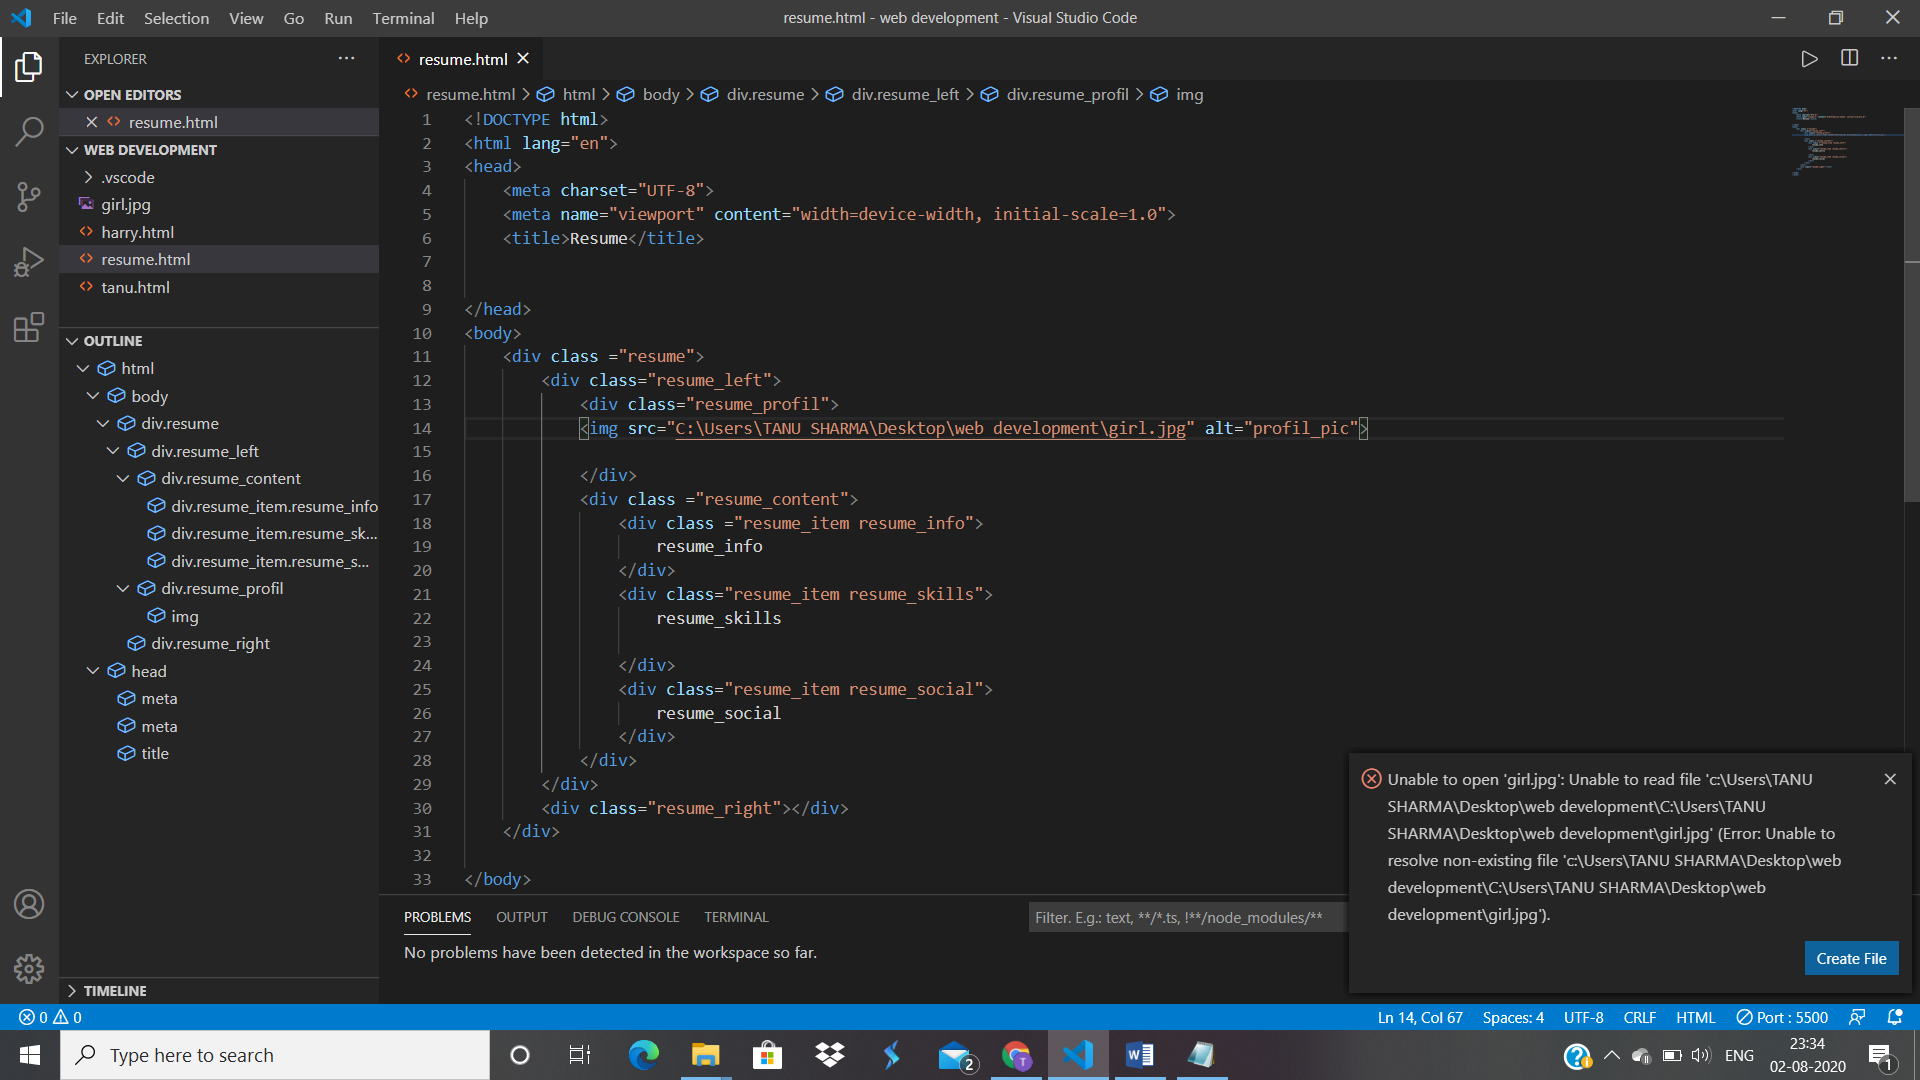 File Edit Selection View Go Run Terminal Help
resume.html - web development - Visual Studio Code
EXPLORER
OPEN EDITORS
resume.html
WEB DEVELOPMENT
.vscode
girl.jpg
harry.html
resume.html
tanu.html
OUTLINE
html
body
div.resume
div.resume_left
div.resume_content
div.resume_item.resume_info
div.resume_item.resume_sk...
div.resume_item.resume_s...
div.resume_profil
img
div.resume_right
head
meta
meta
title
TIMELINE
resume.html
resume.html > html > body > div.resume > div.resume_left > div.resume_profil > img
1 <!DOCTYPE html>
2 <html lang="en">
3 <head>
4 <meta charset="UTF-8">
5 <meta name="viewport" content="width=device-width, initial-scale=1.0">
6 <title>Resume</title>
7
8
9 </head>
10 <body>
11 <div class ="resume">
12 <div class="resume_left">
13 <div class="resume_profil">
14 <img src="C:\Users\TANU SHARMA\Desktop\web development\girl.jpg" alt="profil_pic">
15
16 </div>
17 <div class ="resume_content">
18 <div class ="resume_item resume_info">
19 resume_info
20 </div>
21 <div class="resume_item resume_skills">
22 resume_skills
23
24 </div>
25 <div class="resume_item resume_social">
26 resume_social
27 </div>
28 </div>
29 </div>
30 <div class="resume_right"></div>
31 </div>
32
33 </body>
PROBLEMS OUTPUT DEBUG CONSOLE TERMINAL
Filter. E.g.: text, **/*.ts, !**/node_modules/**
No problems have been detected in the workspace so far.
Unable to open 'girl.jpg': Unable to read file 'c:\Users\TANU
SHARMA\Desktop\web development\C:\Users\TANU
SHARMA\Desktop\web development\girl.jpg' (Error: Unable to
resolve non-existing file 'c:\Users\TANU SHARMA\Desktop\web
development\C:\Users\TANU SHARMA\Desktop\web
development\girl.jpg').
Create File
0 0
Ln 14, Col 67 Spaces: 4 UTF-8 CRLF HTML Port : 5500
Type here to search
2
T
ENG
23:34
02-08-2020
1